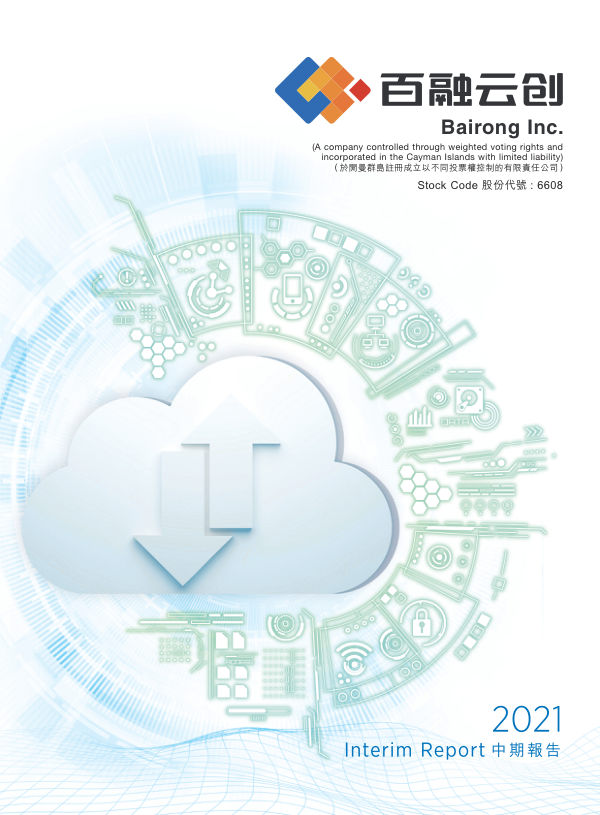 百融云创
Bairong Inc.
(A company controlled through weighted voting rights and
incorporated in the Cayman Islands with limited liability)
（於開曼群島註冊成立以不同投票權控制的有限責任公司）
Stock Code 股份代號 : 6608
DATA
2021
Interim Report 中期報告